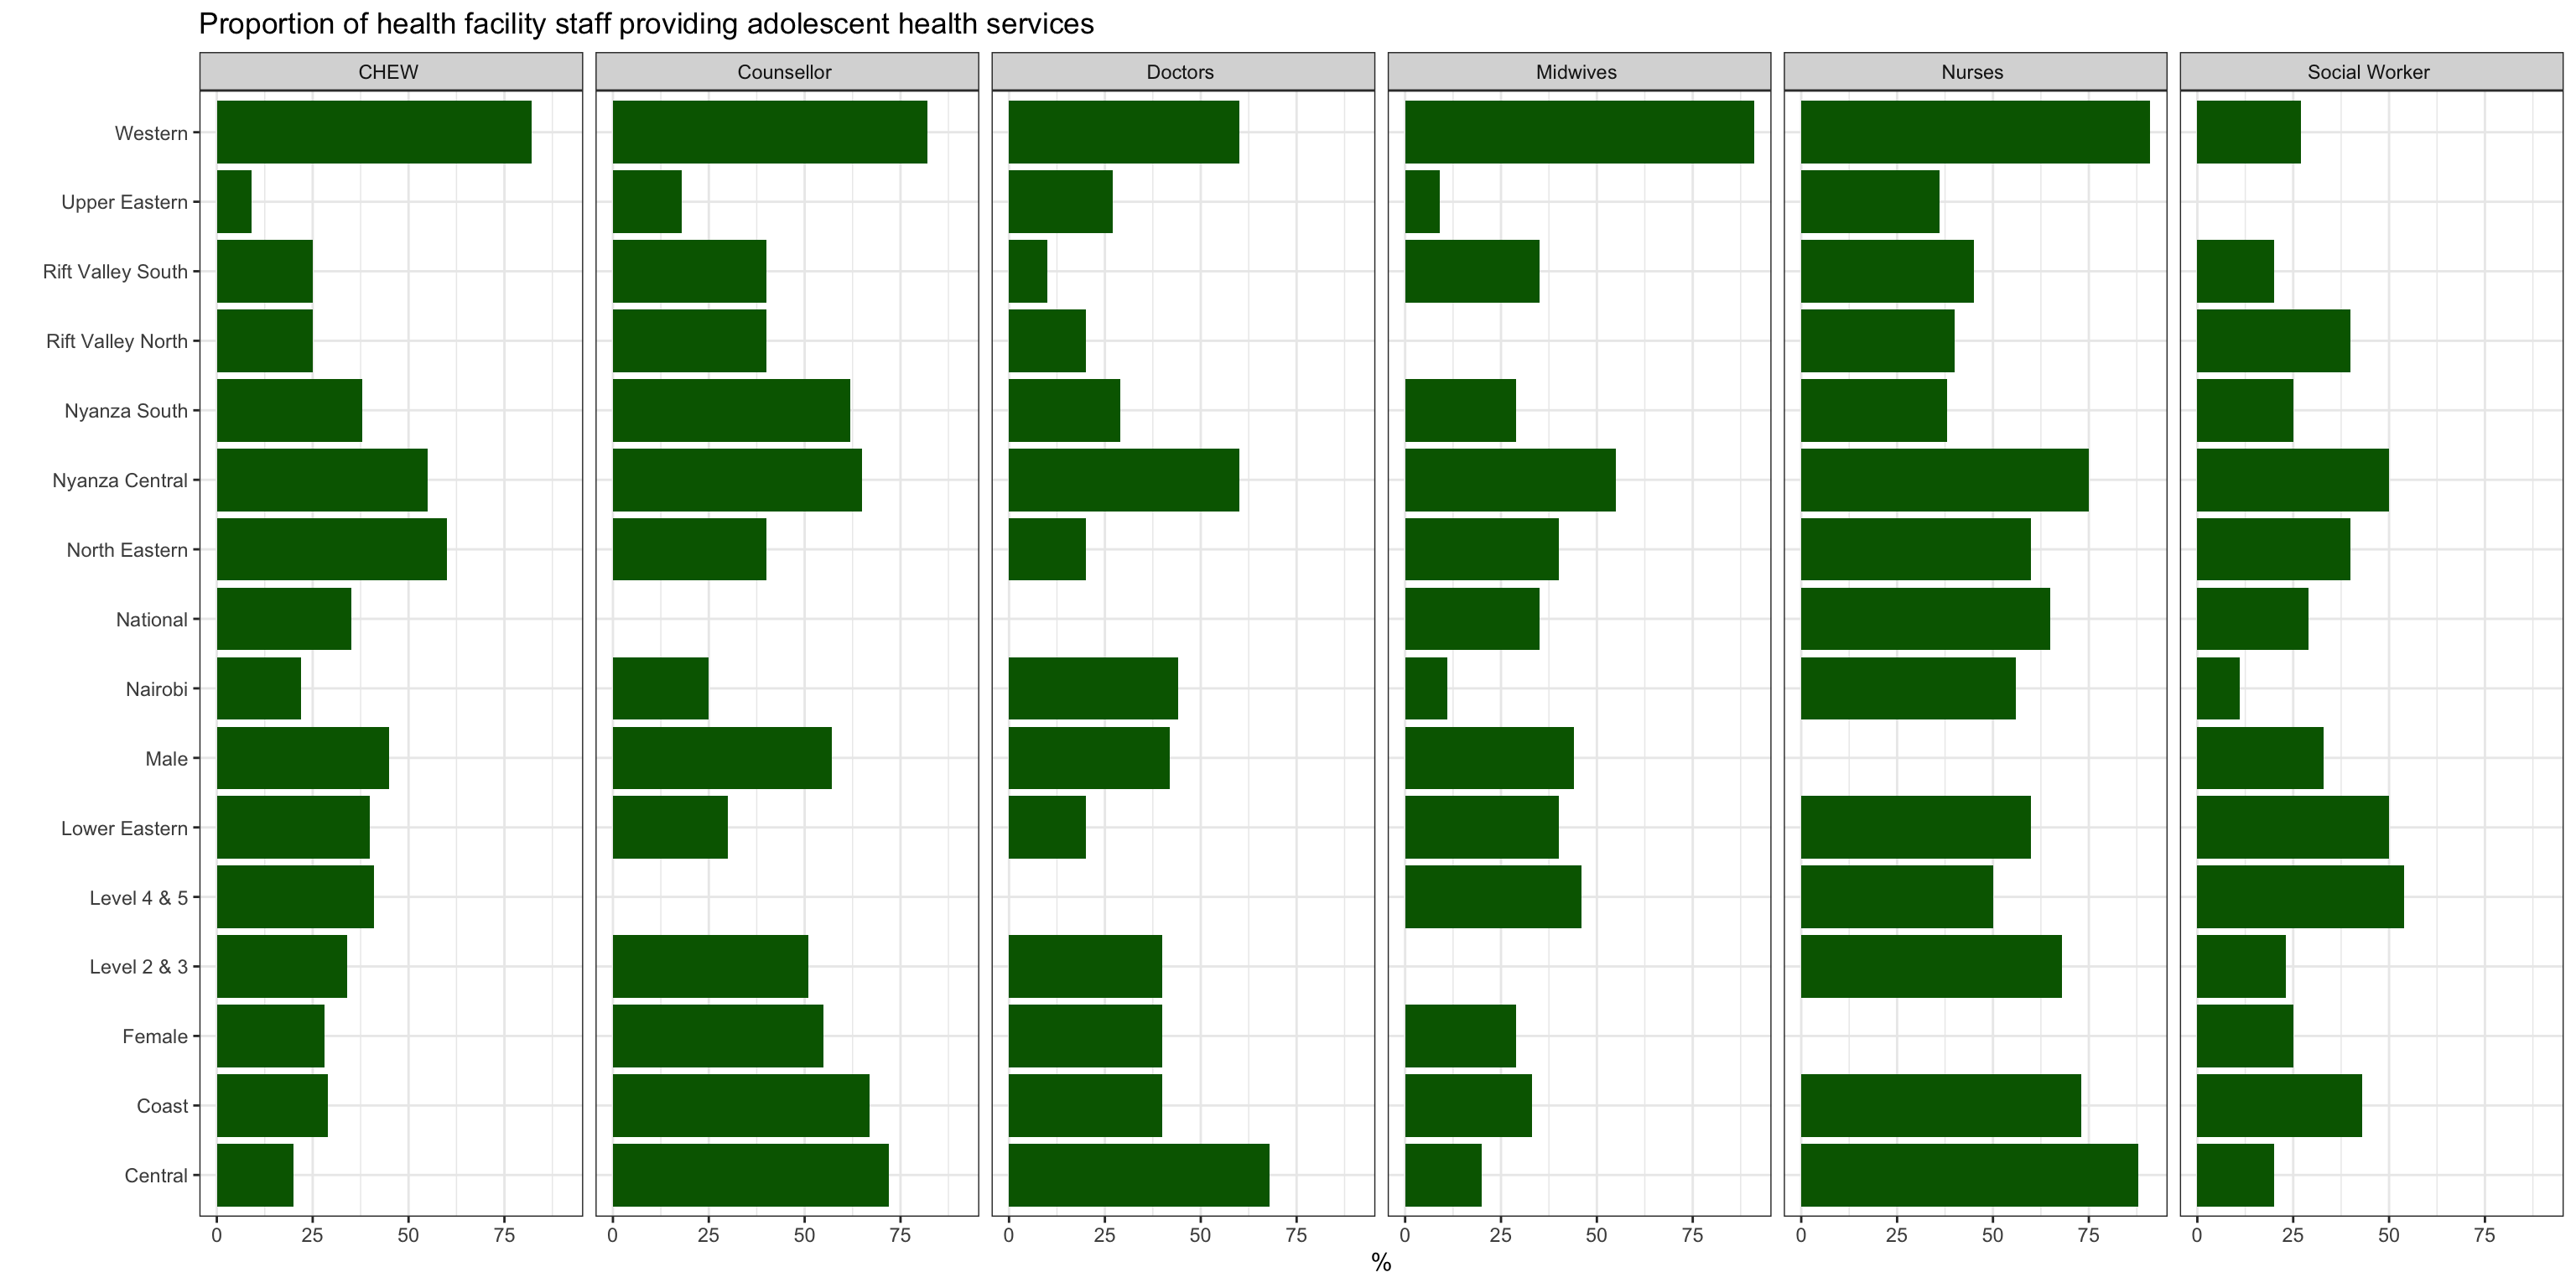 Proportion of health facility staff providing adolescent health services
CHEW Counsellor Doctors Midwives Nurses Social Worker
Western
Upper Eastern
Rift Valley South
Rift Valley North
Nyanza South
Nyanza Central
North Eastern
National
Nairobi
Male
Lower Eastern
Level 4 & 5
Level 2 & 3
Female
Coast
Central
0 25 50 75 0 25 50 75 0 25 50 75 0 25 50 75 0 25 50 75 0 25 50 75
%